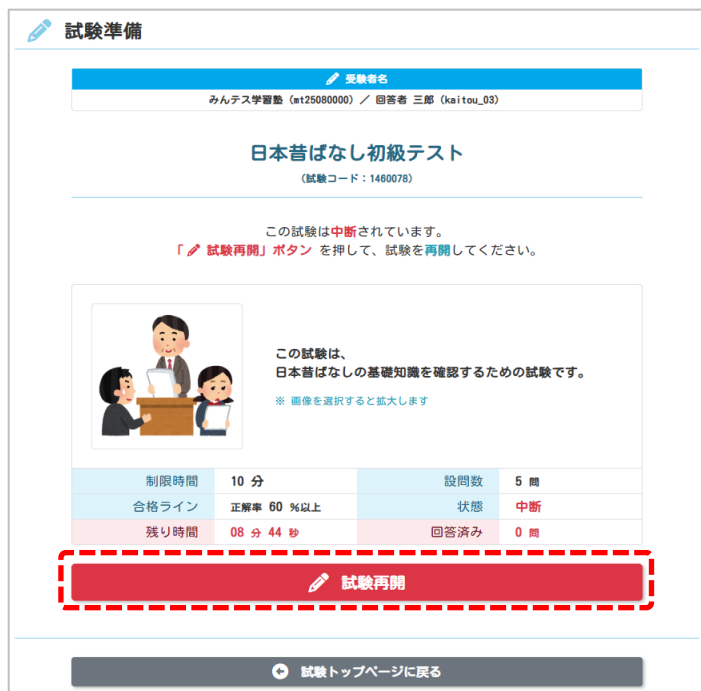 試験準備
受験者名
みんテス学習塾（mt25080000）／ 回答者 三郎（kaitou_03）
日本昔ばなし初級テスト
（試験コード：1460078）
この試験は中断されています。
「 試験再開」ボタン を押して、試験を再開してください。
この試験は、
日本昔ばなしの基礎知識を確認するための試験です。
※ 画像を選択すると拡大します
制限時間 10 分 設問数 5 問
合格ライン 正解率 60 %以上 状態 中断
残り時間 08 分 44 秒 回答済み 0 問
試験再開
試験トップページに戻る